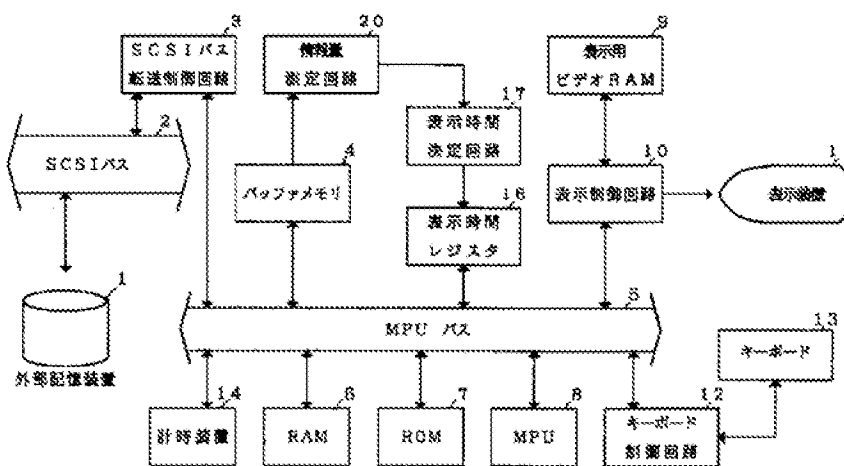 3
SCSIバス
転送制御回路
20
情報量
測定回路
9
表示用
ビデオRAM
2
SCSIバス
17
表示時間
決定回路
4
バッファメモリ
10
表示制御回路
1
表示装置
16
表示時間
レジスタ
1
外部記憶装置
5
MPU バス
13
キーボード
14
計時装置
6
RAM
7
ROM
8
MPU
12
キーボード
制御回路